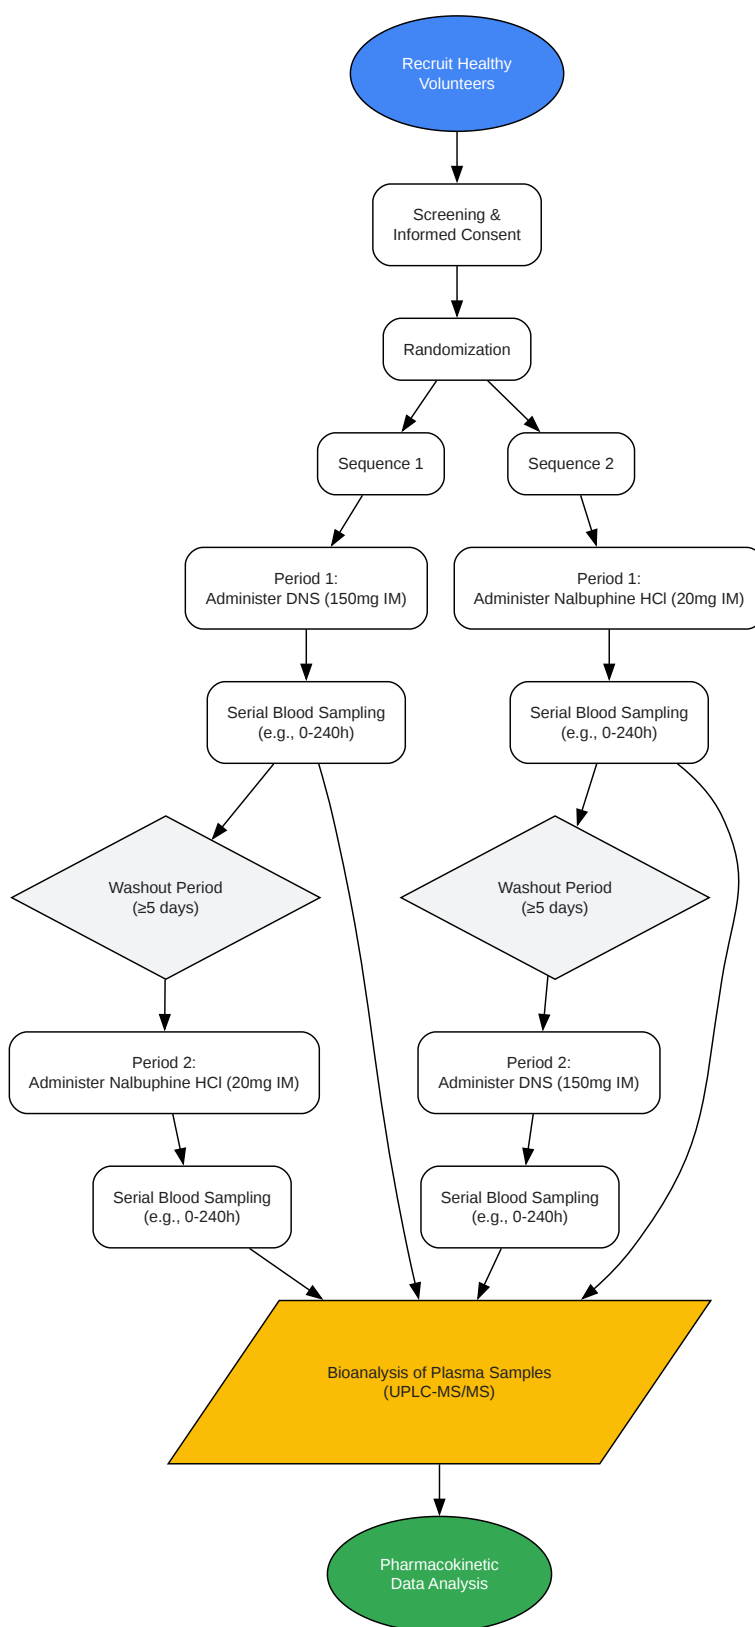 Recruit Healthy
Volunteers
Screening &
Informed Consent
Randomization
Sequence 1
Sequence 2
Period 1:
Administer DNS (150mg IM)
Period 1:
Administer Nalbuphine HCl (20mg IM)
Serial Blood Sampling
(e.g., 0-240h)
Serial Blood Sampling
(e.g., 0-240h)
Washout Period
(≥5 days)
Washout Period
(≥5 days)
Period 2:
Administer Nalbuphine HCl (20mg IM)
Period 2:
Administer DNS (150mg IM)
Serial Blood Sampling
(e.g., 0-240h)
Serial Blood Sampling
(e.g., 0-240h)
Bioanalysis of Plasma Samples
(UPLC-MS/MS)
Pharmacokinetic
Data Analysis